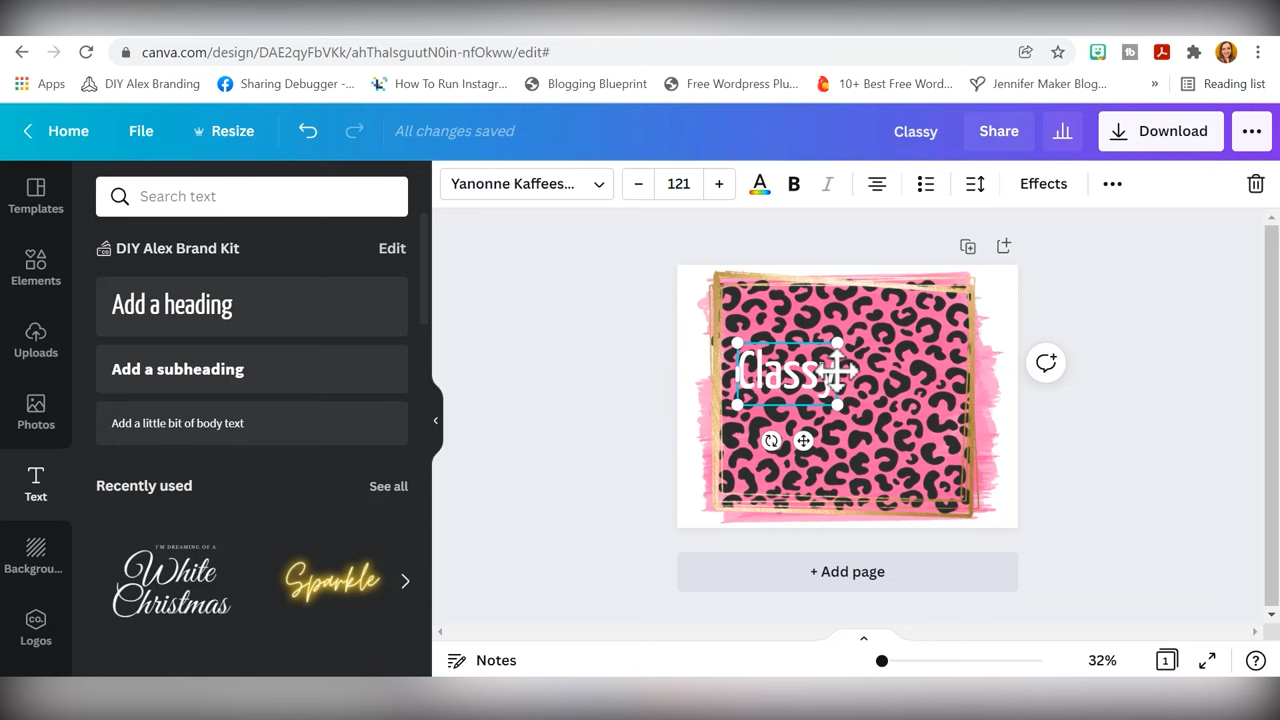 canva.com/design/DAE2qyFbVKk/ahThaIsguutN0in-nfOkww/edit#
Apps DIY Alex Branding Sharing Debugger -... How To Run Instagr... Blogging Blueprint Free Wordpress Plu... 10+ Best Free Word... Jennifer Maker Blog... » Reading list
Home File Resize All changes saved Classy Share Download
Yanonne Kaffees... 121 A B I Effects
Templates
Search text
DIY Alex Brand Kit Edit
Elements
Add a heading
Uploads
Add a subheading
Classy
Photos
Add a little bit of body text
Text
Recently used See all
I'M DREAMING OF A
White
Christmas
Sparkle
Backgrou...
+ Add page
CO.
Logos
Notes 32% 1 ?